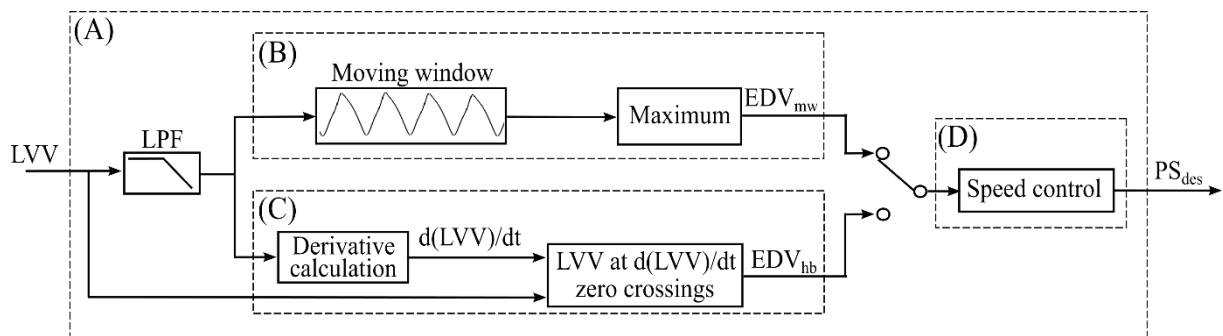 (A)
(B)
Moving window
Maximum
EDV_mw
LPF
LVV
(C)
Derivative
calculation
d(LVV)/dt
LVV at d(LVV)/dt
zero crossings
EDV_hb
(D)
Speed control
PS_des